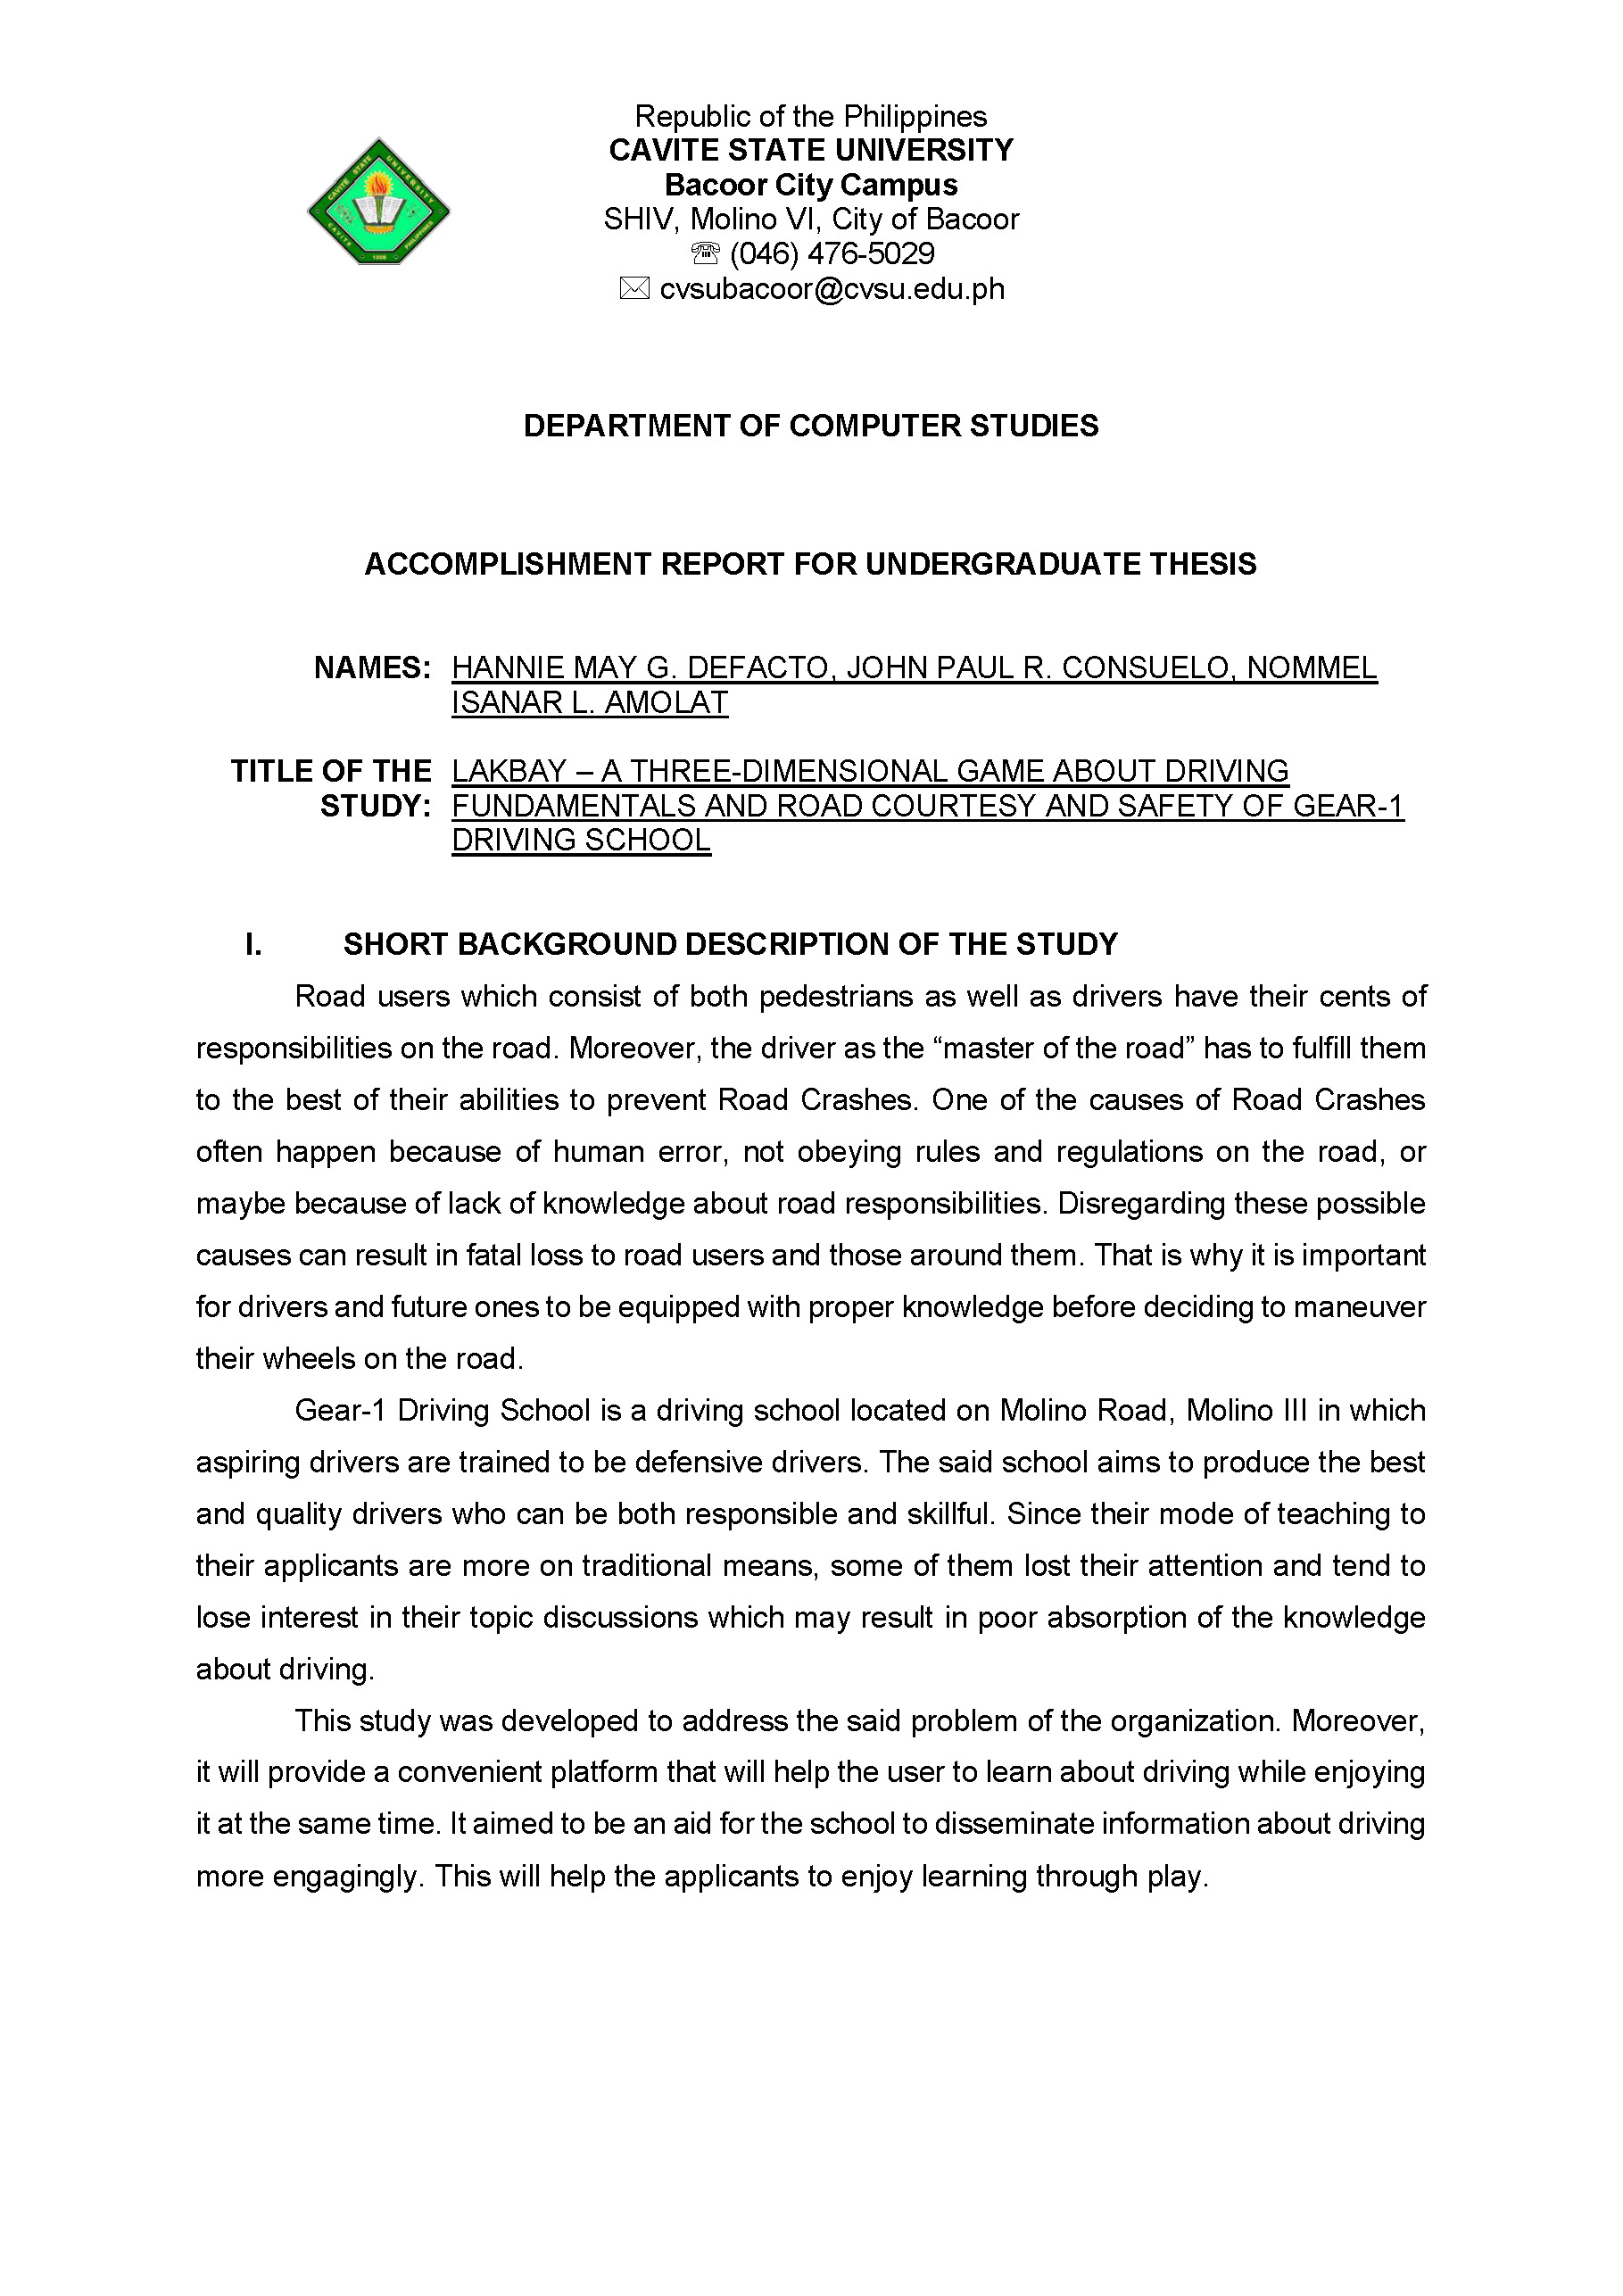 Republic of the Philippines
CAVITE STATE UNIVERSITY
Bacoor City Campus
SHIV, Molino VI, City of Bacoor
☏ (046) 476-5029
✉ cvsubacoor@cvsu.edu.ph
CAVITE STATE UNIVERSITY
CAVITE 1906 PHILIPPINES
DEPARTMENT OF COMPUTER STUDIES
ACCOMPLISHMENT REPORT FOR UNDERGRADUATE THESIS
NAMES: HANNIE MAY G. DEFACTO, JOHN PAUL R. CONSUELO, NOMMEL
ISANAR L. AMOLAT
TITLE OF THE LAKBAY – A THREE-DIMENSIONAL GAME ABOUT DRIVING
STUDY: FUNDAMENTALS AND ROAD COURTESY AND SAFETY OF GEAR-1
DRIVING SCHOOL
I. SHORT BACKGROUND DESCRIPTION OF THE STUDY
Road users which consist of both pedestrians as well as drivers have their cents of
responsibilities on the road. Moreover, the driver as the “master of the road” has to fulfill them
to the best of their abilities to prevent Road Crashes. One of the causes of Road Crashes
often happen because of human error, not obeying rules and regulations on the road, or
maybe because of lack of knowledge about road responsibilities. Disregarding these possible
causes can result in fatal loss to road users and those around them. That is why it is important
for drivers and future ones to be equipped with proper knowledge before deciding to maneuver
their wheels on the road.
Gear-1 Driving School is a driving school located on Molino Road, Molino III in which
aspiring drivers are trained to be defensive drivers. The said school aims to produce the best
and quality drivers who can be both responsible and skillful. Since their mode of teaching to
their applicants are more on traditional means, some of them lost their attention and tend to
lose interest in their topic discussions which may result in poor absorption of the knowledge
about driving.
This study was developed to address the said problem of the organization. Moreover,
it will provide a convenient platform that will help the user to learn about driving while enjoying
it at the same time. It aimed to be an aid for the school to disseminate information about driving
more engagingly. This will help the applicants to enjoy learning through play.